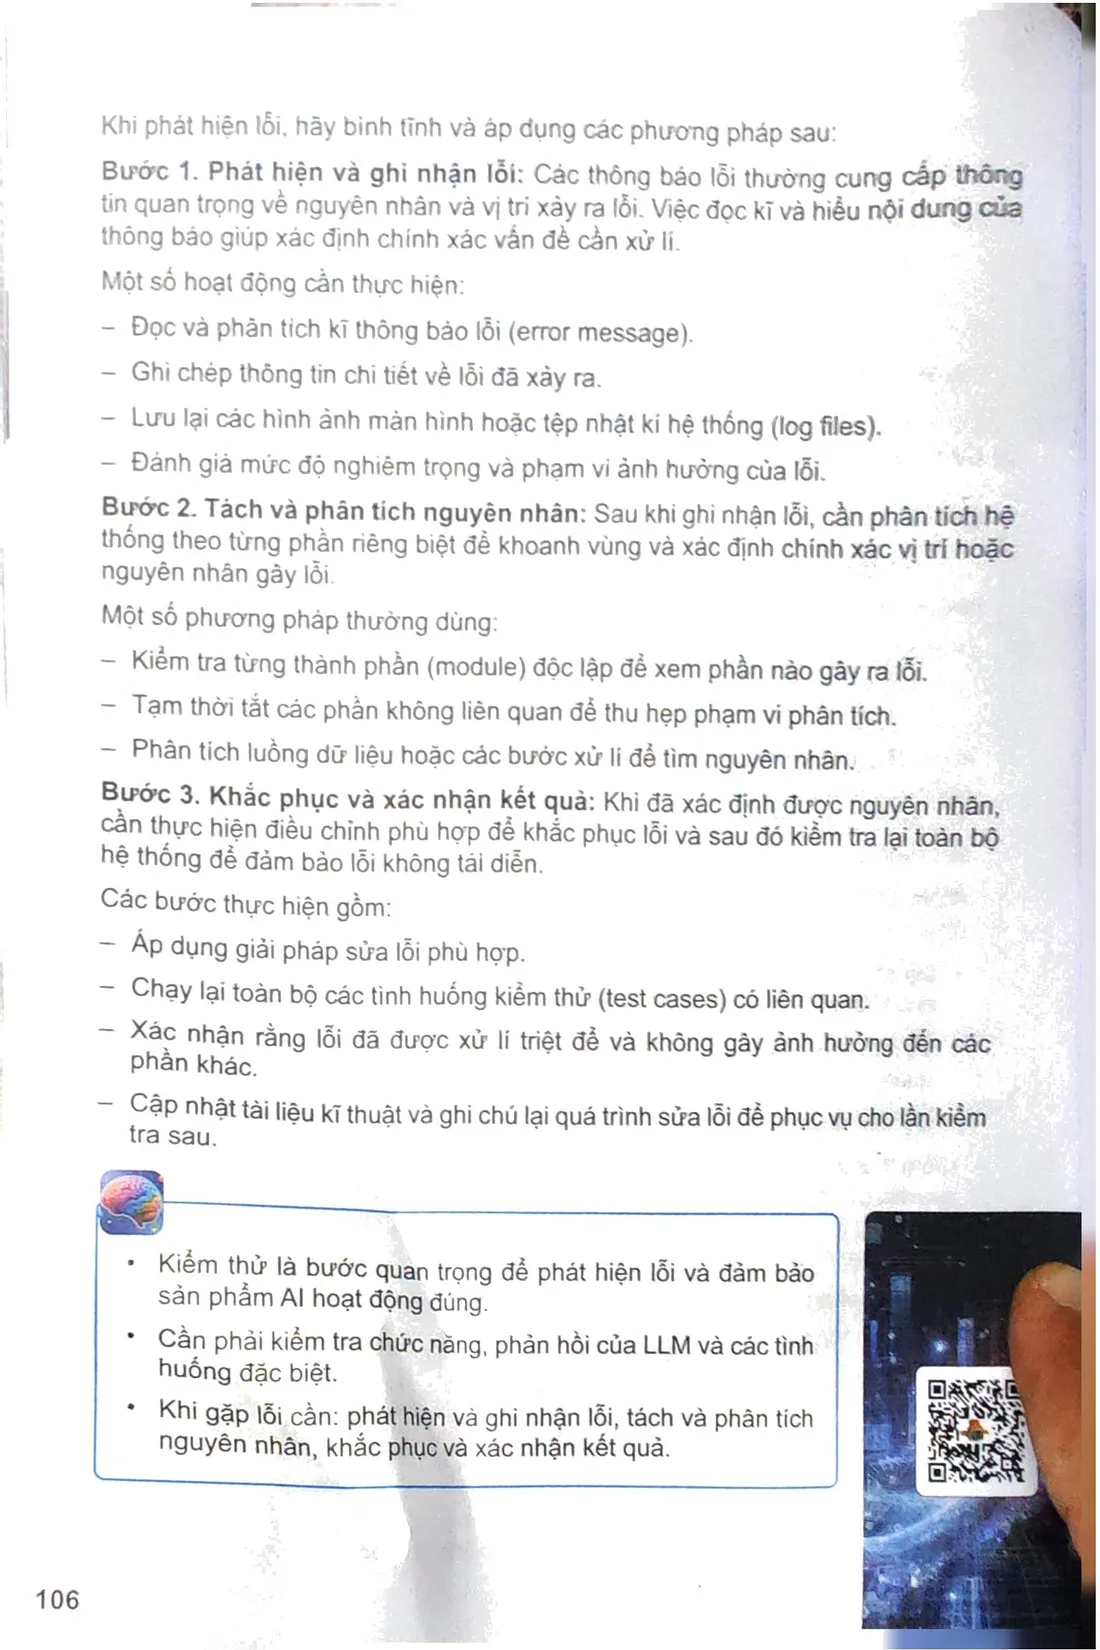 Khi phát hiện lỗi, hãy bình tĩnh và áp dụng các phương pháp sau:
Bước 1. Phát hiện và ghi nhận lỗi: Các thông báo lỗi thường cung cấp thông
tin quan trọng về nguyên nhân và vị trí xảy ra lỗi. Việc đọc kĩ và hiểu nội dung của
thông báo giúp xác định chính xác vấn đề cần xử lí.
Một số hoạt động cần thực hiện:
– Đọc và phân tích kĩ thông báo lỗi (error message).
– Ghi chép thông tin chi tiết về lỗi đã xảy ra.
– Lưu lại các hình ảnh màn hình hoặc tệp nhật kí hệ thống (log files).
– Đánh giá mức độ nghiêm trọng và phạm vi ảnh hưởng của lỗi.
Bước 2. Tách và phân tích nguyên nhân: Sau khi ghi nhận lỗi, cần phân tích hệ
thống theo từng phần riêng biệt để khoanh vùng và xác định chính xác vị trí hoặc
nguyên nhân gây lỗi.
Một số phương pháp thường dùng:
– Kiểm tra từng thành phần (module) độc lập để xem phần nào gây ra lỗi.
– Tạm thời tắt các phần không liên quan để thu hẹp phạm vi phân tích.
– Phân tích luồng dữ liệu hoặc các bước xử lí để tìm nguyên nhân.
Bước 3. Khắc phục và xác nhận kết quả: Khi đã xác định được nguyên nhân,
cần thực hiện điều chỉnh phù hợp để khắc phục lỗi và sau đó kiểm tra lại toàn bộ
hệ thống để đảm bảo lỗi không tái diễn.
Các bước thực hiện gồm:
– Áp dụng giải pháp sửa lỗi phù hợp.
– Chạy lại toàn bộ các tình huống kiểm thử (test cases) có liên quan.
– Xác nhận rằng lỗi đã được xử lí triệt để và không gây ảnh hưởng đến các
phần khác.
– Cập nhật tài liệu kĩ thuật và ghi chú lại quá trình sửa lỗi để phục vụ cho lần kiểm
tra sau.
• Kiểm thử là bước quan trọng để phát hiện lỗi và đảm bảo
sản phẩm AI hoạt động đúng.
• Cần phải kiểm tra chức năng, phản hồi của LLM và các tình
huống đặc biệt.
• Khi gặp lỗi cần: phát hiện và ghi nhận lỗi, tách và phân tích
nguyên nhân, khắc phục và xác nhận kết quả.
106